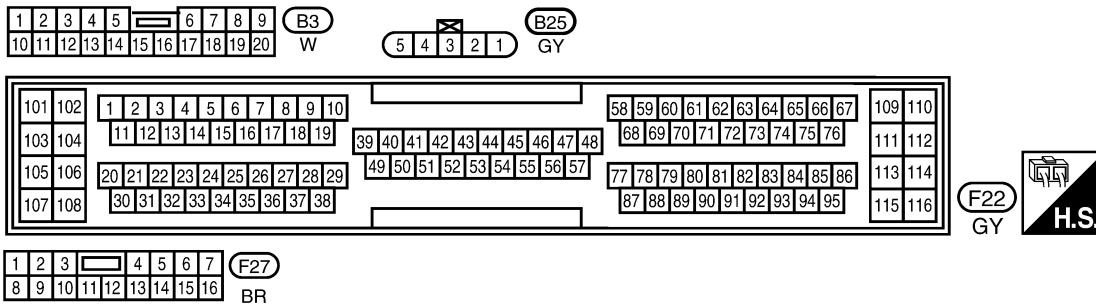 1 2 3 4 5 6 7 8 9 B3
10 11 12 13 14 15 16 17 18 19 20 W
5 4 3 2 1 B25
GY
101 102 1 2 3 4 5 6 7 8 9 10 58 59 60 61 62 63 64 65 66 67 109 110
11 12 13 14 15 16 17 18 19 68 69 70 71 72 73 74 75 76
103 104 39 40 41 42 43 44 45 46 47 48 111 112
49 50 51 52 53 54 55 56 57
105 106 20 21 22 23 24 25 26 27 28 29 77 78 79 80 81 82 83 84 85 86 113 114
30 31 32 33 34 35 36 37 38 87 88 89 90 91 92 93 94 95
107 108 115 116
F22
GY
H.S.
1 2 3 4 5 6 7 F27
8 9 10 11 12 13 14 15 16 BR